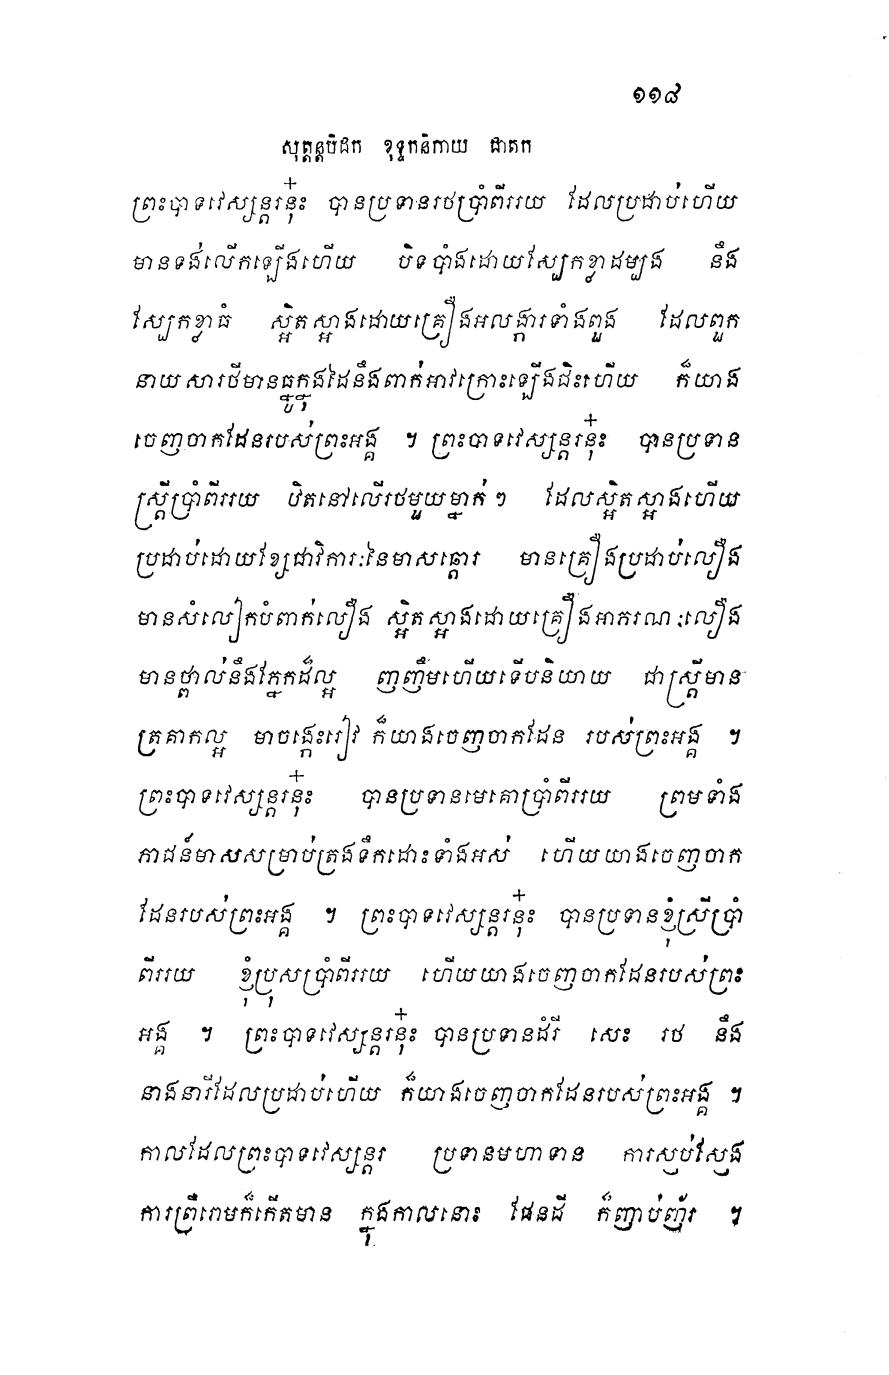 ១១៨
សុត្តន្តបិដក ខុទ្ទកនិកាយ ជាតក
ព្រះបាទវេស្សន្តរនុ៎ះ បានប្រទានរថប្រាំពីររយ ដែលប្រដាប់ហើយ
មានទង់លើកឡើងហើយ បិទបាំងដោយស្បែកខ្លាដម្បង នឹង
ស្បែកខ្លាធំ ស្អិតស្អាងដោយគ្រឿងអលង្ការទាំងពួង ដែលពួក
នាយសារថីមានធ្នូក្នុងដៃនឹងពាក់អាវក្រោះឡើងជិះហើយ ក៏យាង
ចេញចាកដែនរបស់ព្រះអង្គ ។ ព្រះបាទវេស្សន្តរនុ៎ះ បានប្រទាន
ស្ត្រីប្រាំពីររយ ឋិតនៅលើរថមួយម្នាក់ៗ ដែលស្អិតស្អាងហើយ
ប្រដាប់ដោយខ្សែជាវិការៈនៃមាសឆ្តោរ មានគ្រឿងប្រដាប់លឿង
មានសំលៀកបំពាក់លឿង ស្អិតស្អាងដោយគ្រឿងអាភរណៈលឿង
មានថ្ពាល់នឹងភ្នែកដ៏ល្អ ញញឹមហើយទើបនិយាយ ជាស្ត្រីមាន
ត្រគាកល្អ មាចង្កេះរៀវ ក៏យាងចេញចាកដែន របស់ព្រះអង្គ ។
ព្រះបាទវេស្សន្តរនុ៎ះ បានប្រទានមេគោប្រាំពីររយ ព្រមទាំង
ភាជន៍មាសសម្រាប់ត្រងទឹកដោះទាំងអស់ ហើយយាងចេញចាក
ដែនរបស់ព្រះអង្គ ។ ព្រះបាទវេស្សន្តរនុ៎ះ បានប្រទានខ្ញុំស្រីប្រាំ
ពីររយ ខ្ញុំប្រុសប្រាំពីររយ ហើយយាងចេញចាកដែនរបស់ព្រះ
អង្គ ។ ព្រះបាទវេស្សន្តរនុ៎ះ បានប្រទានដំរី សេះ រថ នឹង
នាងនារីដែលប្រដាប់ហើយ ក៏យាងចេញចាកដែនរបស់ព្រះអង្គ ។
កាលដែលព្រះបាទវេស្សន្តរ ប្រទានមហាទាន ការស្ញប់ស្ញែង
ការព្រឺរោមក៏កើតមាន ក្នុងកាលនោះ ផែនដី ក៏ញាប់ញ័រ ។